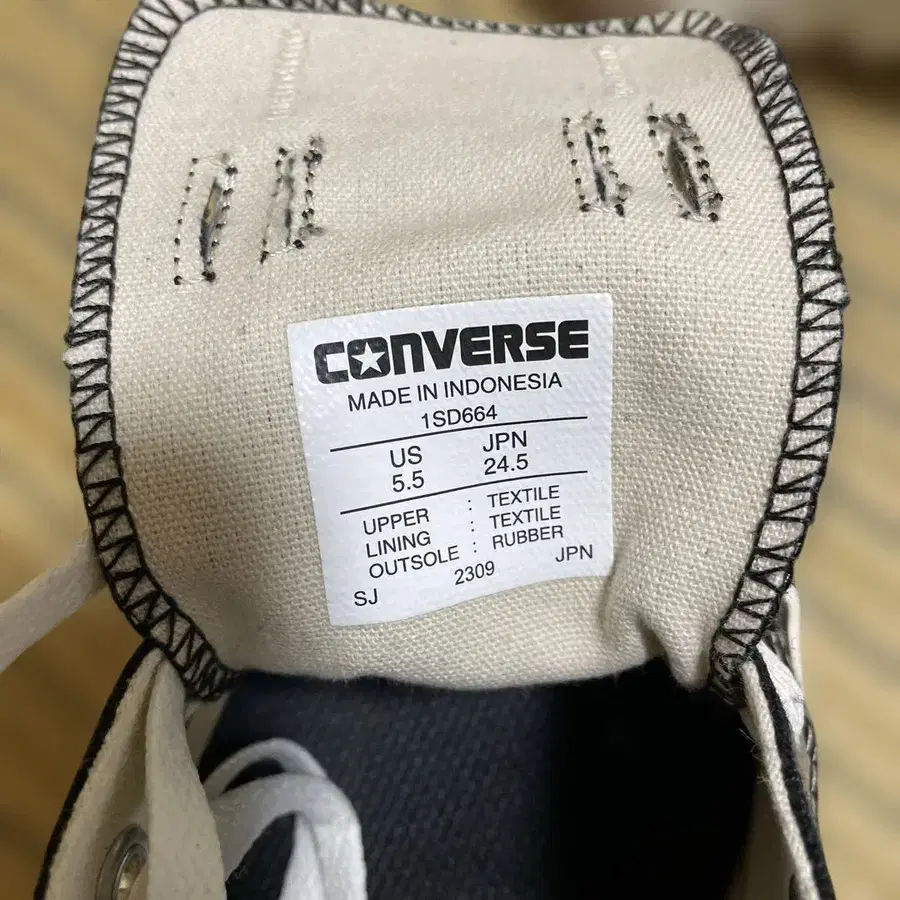 CONVERSE
MADE IN INDONESIA
1SD664
US JPN
5.5 24.5
UPPER : TEXTILE
LINING : TEXTILE
OUTSOLE : RUBBER
SJ 2309 JPN